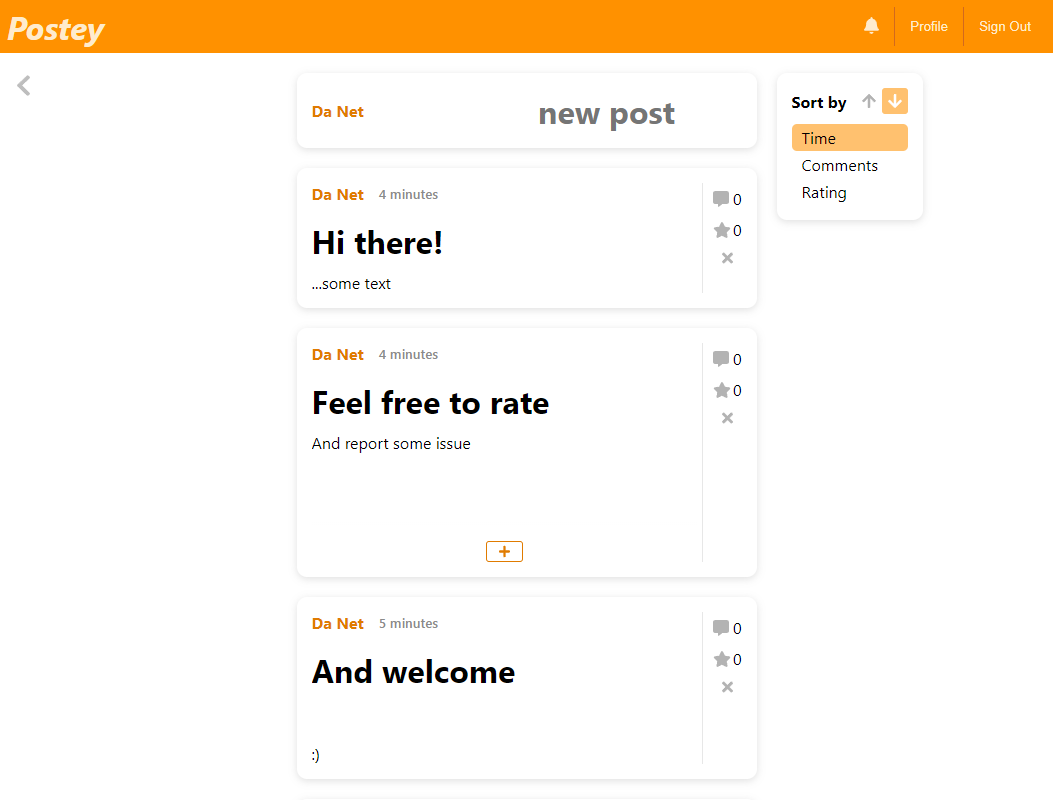 Postey
Profile
Sign Out
Da Net
new post
Sort by
Time
Comments
Rating
Da Net 4 minutes
0
Hi there!
0
...some text
Da Net 4 minutes
0
Feel free to rate
0
And report some issue
+
Da Net 5 minutes
0
And welcome
0
:)